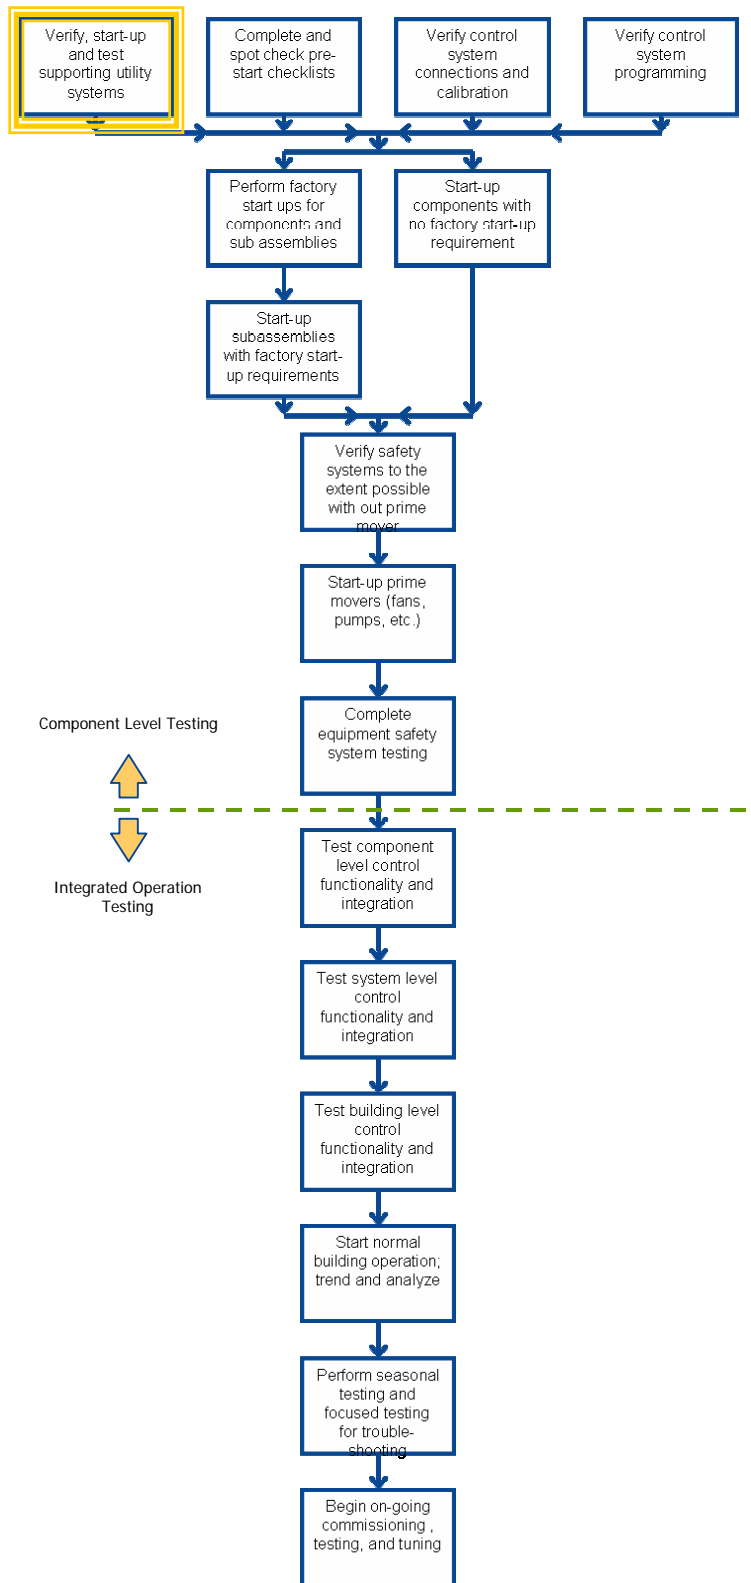 Verify, start-up
and test
supporting utility
systems
Complete and
spot check pre-
start checklists
Verify control
system
connections and
calibration
Verify control
system
programming
Perform factory
start ups for
components and
sub assemblies
Start-up
components with
no factory start-up
requirement
Start-up
subassemblies
with factory start-
up requirements
Verify safety
systems to the
extent possible
with out prime
mover
Start-up prime
movers (fans,
pumps, etc.)
Complete
equipment safety
system testing
Component Level Testing
Integrated Operation
Testing
Test component
level control
functionality and
integration
Test system level
control
functionality and
integration
Test building level
control
functionality and
integration
Start normal
building operation;
trend and analyze
Perform seasonal
testing and
focused testing
for trouble-
shooting
Begin on-going
commissioning ,
testing, and tuning